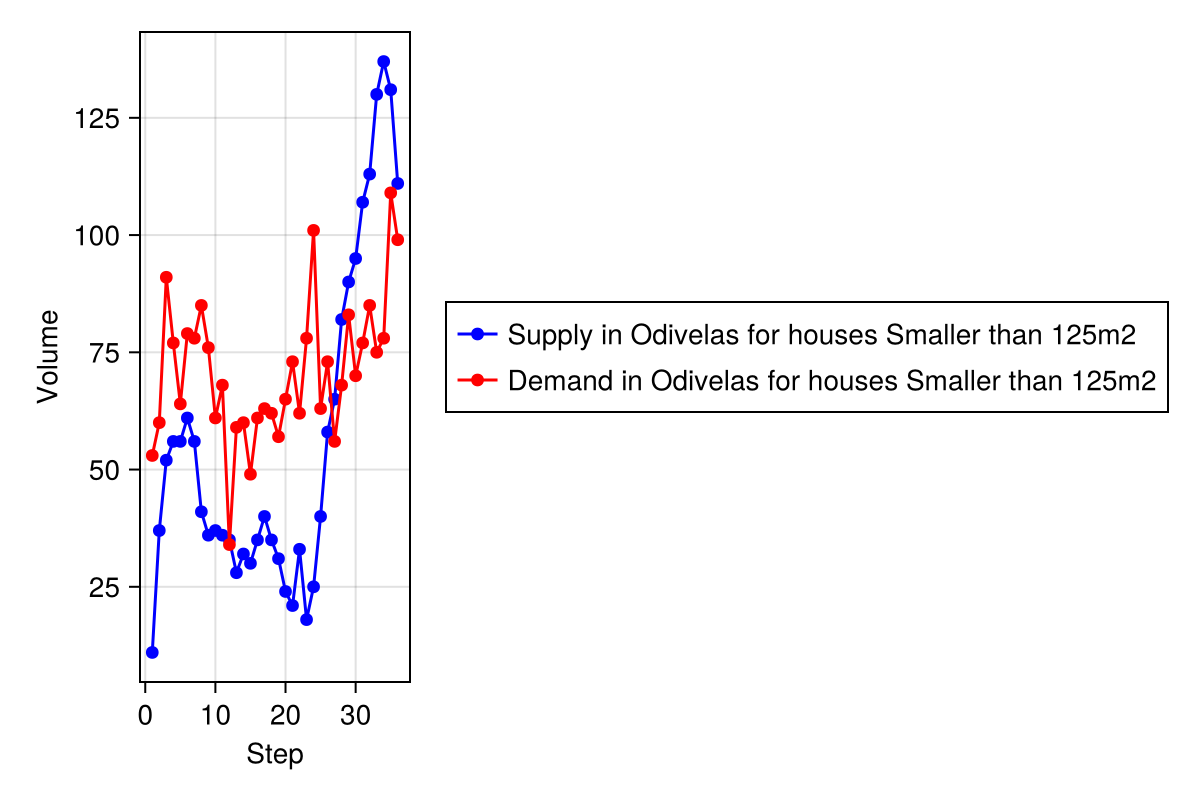 125
100
75
50
25
Volume
0 10 20 30
Step
Supply in Odivelas for houses Smaller than 125m2
Demand in Odivelas for houses Smaller than 125m2